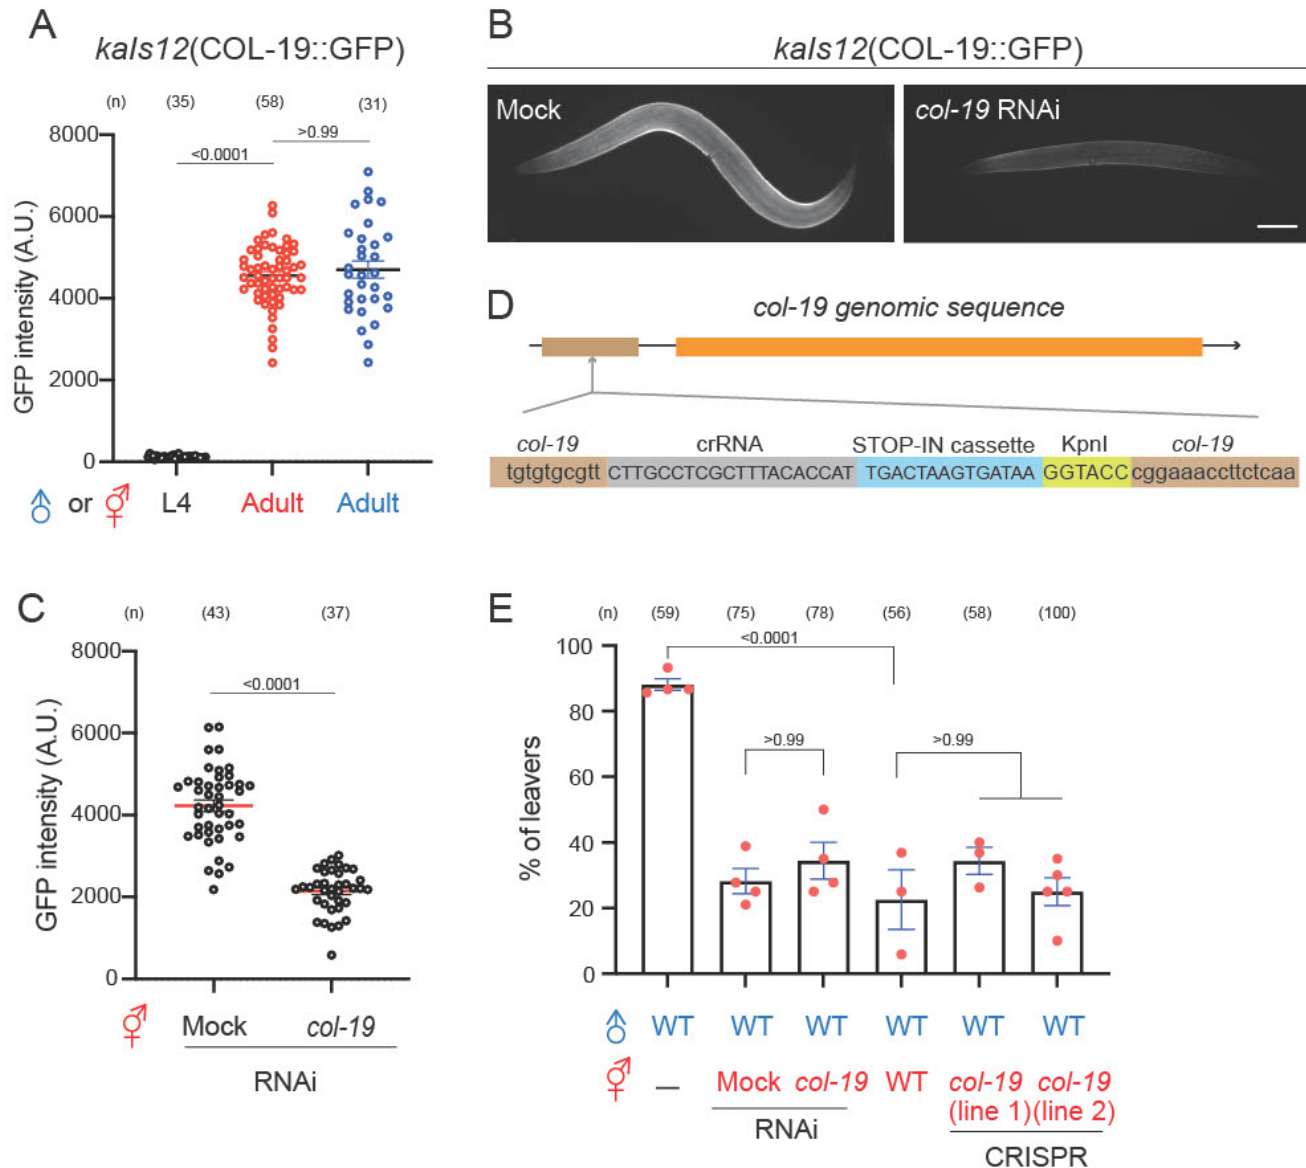 A
kaIs12(COL-19::GFP)
(n) (35) (58) (31)
>0.99
<0.0001
GFP intensity (A.U.)
8000
6000
4000
2000
0
or L4 Adult Adult
B
kaIs12(COL-19::GFP)
Mock
col-19 RNAi
D
col-19 genomic sequence
col-19 crRNA STOP-IN cassette KpnI col-19
tgtgtgcgtt CTTGCCTCGCTTTACACCAT TGACTAAGTGATAA GGTACC cggaaaccttctcaa
C
(n) (43) (37)
<0.0001
GFP intensity (A.U.)
8000
6000
4000
2000
0
Mock col-19
RNAi
E
(n) (59) (75) (78) (56) (58) (100)
<0.0001
>0.99
>0.99
% of leavers
100
80
60
40
20
0
WT WT WT WT WT WT
— Mock col-19 WT col-19 col-19
(line 1) (line 2)
RNAi
CRISPR